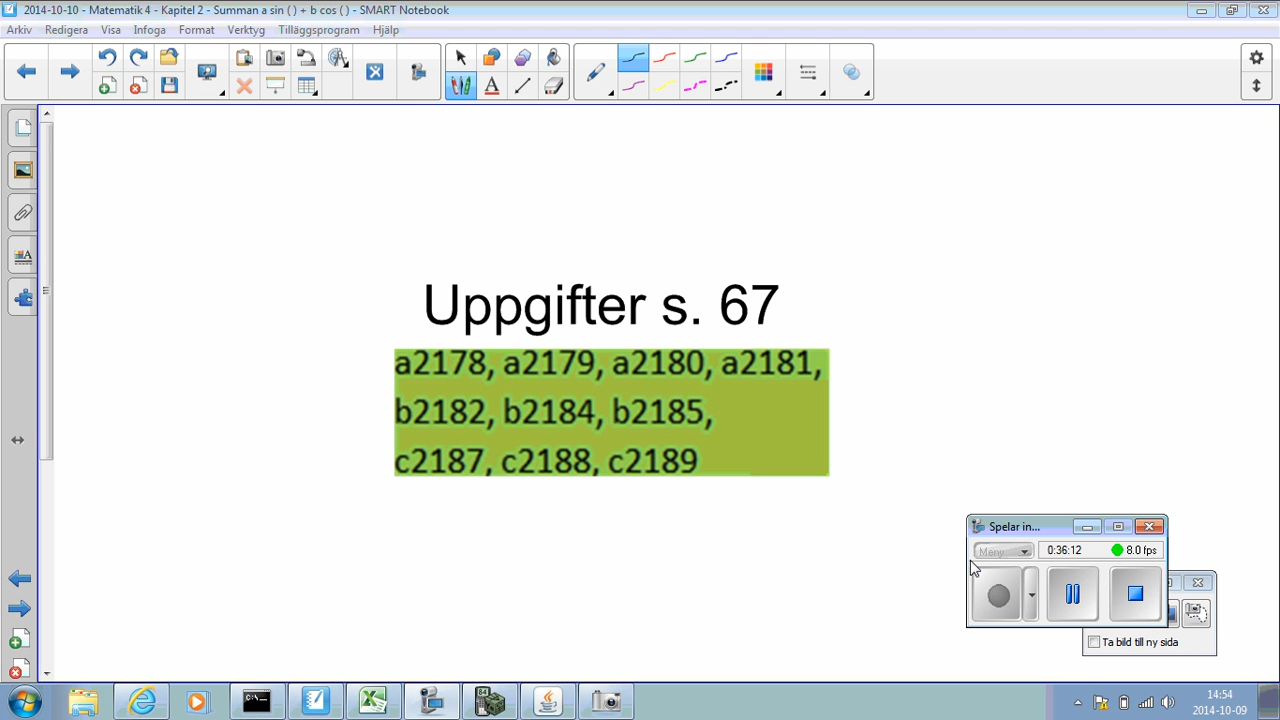 2014-10-10 - Matematik 4 - Kapitel 2 - Summan a sin ( ) + b cos ( ) - SMART Notebook
Arkiv Redigera Visa Infoga Format Verktyg Tilläggsprogram Hjälp
Uppgifter s. 67
a2178, a2179, a2180, a2181,
b2182, b2184, b2185,
c2187, c2188, c2189
Spelar in...
Meny 0:36:12 8.0 fps
Ta bild till ny sida
14:54
2014-10-09